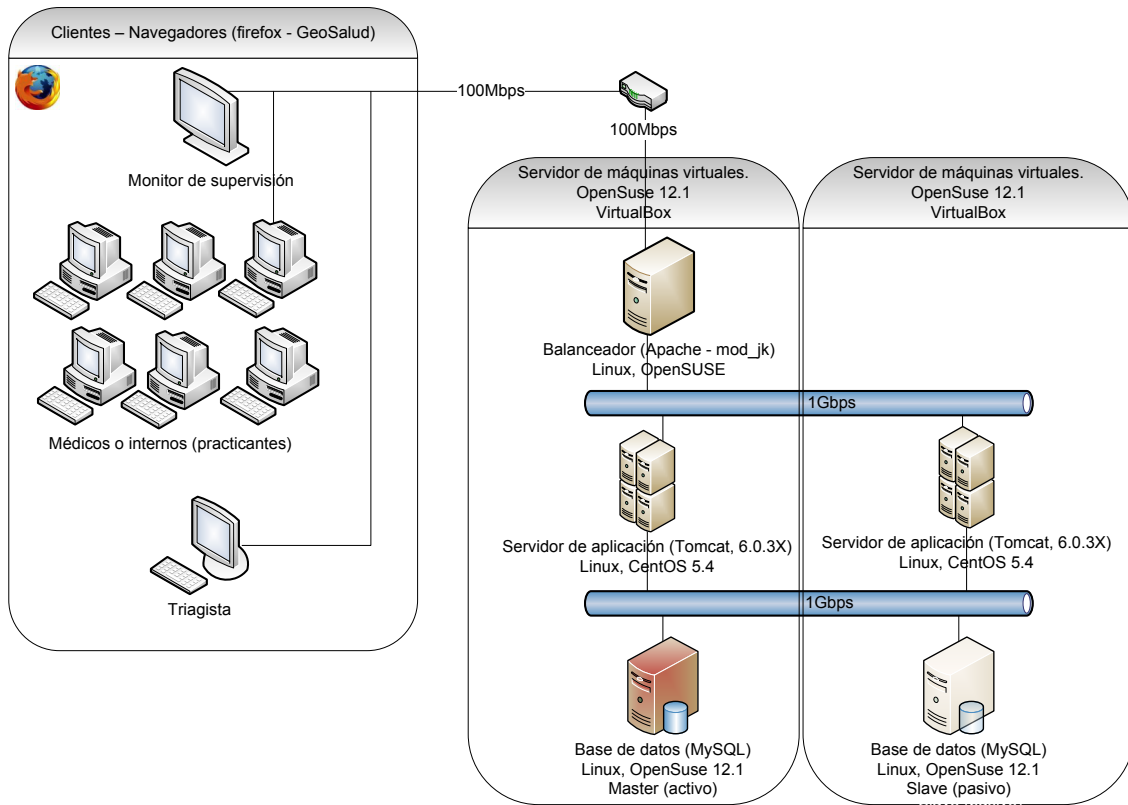 Clientes – Navegadores (firefox - GeoSalud)
100Mbps
100Mbps
Monitor de supervisión
Médicos o internos (practicantes)
Triagista
Servidor de máquinas virtuales.
OpenSuse 12.1
VirtualBox
Servidor de máquinas virtuales.
OpenSuse 12.1
VirtualBox
Balanceador (Apache - mod_jk)
Linux, OpenSUSE
1Gbps
Servidor de aplicación (Tomcat, 6.0.3X)
Linux, CentOS 5.4
Servidor de aplicación (Tomcat, 6.0.3X)
Linux, CentOS 5.4
1Gbps
Base de datos (MySQL)
Linux, OpenSuse 12.1
Master (activo)
Base de datos (MySQL)
Linux, OpenSuse 12.1
Slave (pasivo)